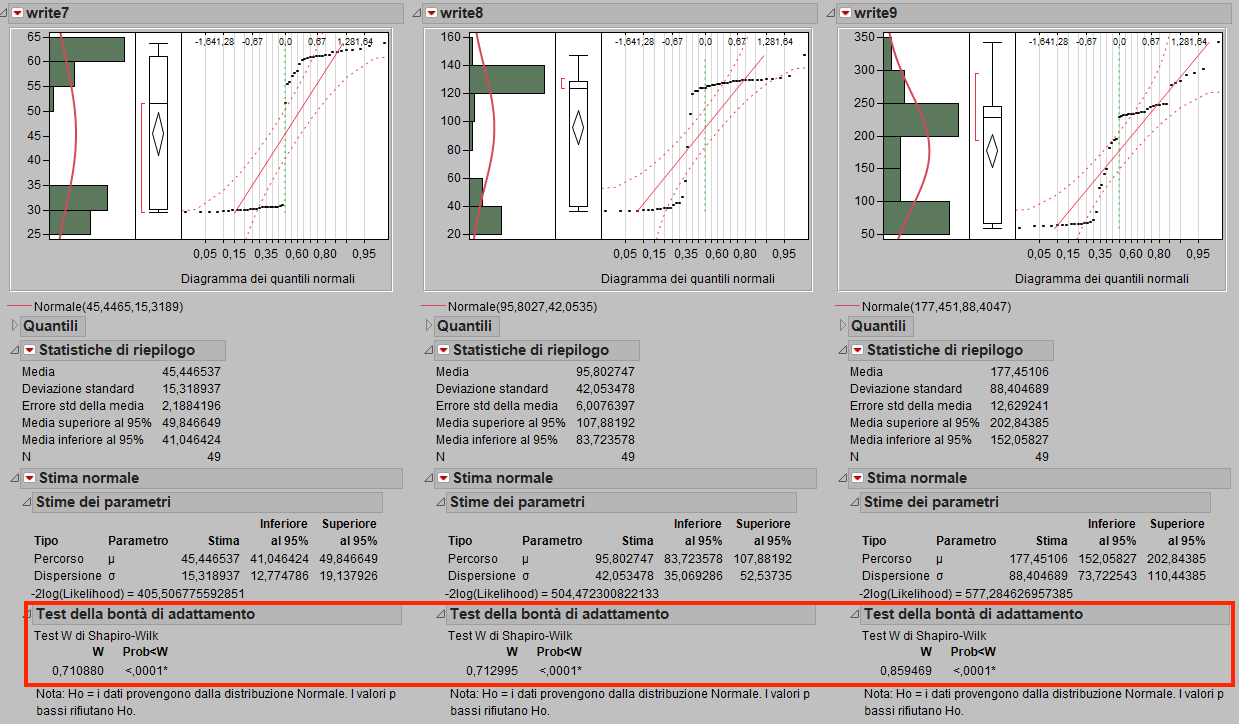 write7
65
60
55
50
45
40
35
30
25
-1,641,28 -0,67 0,0 0,67 1,281,64
0,05 0,15 0,35 0,60 0,80 0,95
Diagramma dei quantili normali
Normale(45,4465,15,3189)
Quantili
Statistiche di riepilogo
Media 45,446537
Deviazione standard 15,318937
Errore std della media 2,1884196
Media superiore al 95% 49,846649
Media inferiore al 95% 41,046424
N 49
Stima normale
Stime dei parametri
Inferiore Superiore
Tipo Parametro Stima al 95% al 95%
Percorso μ 45,446537 41,046424 49,846649
Dispersione σ 15,318937 12,774786 19,137926
-2log(Likelihood) = 405,506775592851
Test della bontà di adattamento
Test W di Shapiro-Wilk
W Prob<W
0,710880 <,0001*
Nota: Ho = i dati provengono dalla distribuzione Normale. I valori p
bassi rifiutano Ho.
write8
160
140
120
100
80
60
40
20
-1,641,28 -0,67 0,0 0,67 1,281,64
0,05 0,15 0,35 0,60 0,80 0,95
Diagramma dei quantili normali
Normale(95,8027,42,0535)
Quantili
Statistiche di riepilogo
Media 95,802747
Deviazione standard 42,053478
Errore std della media 6,0076397
Media superiore al 95% 107,88192
Media inferiore al 95% 83,723578
N 49
Stima normale
Stime dei parametri
Inferiore Superiore
Tipo Parametro Stima al 95% al 95%
Percorso μ 95,802747 83,723578 107,88192
Dispersione σ 42,053478 35,069286 52,53735
-2log(Likelihood) = 504,472300822133
Test della bontà di adattamento
Test W di Shapiro-Wilk
W Prob<W
0,712995 <,0001*
Nota: Ho = i dati provengono dalla distribuzione Normale. I valori p
bassi rifiutano Ho.
write9
350
300
250
200
150
100
50
-1,641,28 -0,67 0,0 0,67 1,281,64
0,05 0,15 0,35 0,60 0,80 0,95
Diagramma dei quantili normali
Normale(177,451,88,4047)
Quantili
Statistiche di riepilogo
Media 177,45106
Deviazione standard 88,404689
Errore std della media 12,629241
Media superiore al 95% 202,84385
Media inferiore al 95% 152,05827
N 49
Stima normale
Stime dei parametri
Inferiore Superiore
Tipo Parametro Stima al 95% al 95%
Percorso μ 177,45106 152,05827 202,84385
Dispersione σ 88,404689 73,722543 110,44385
-2log(Likelihood) = 577,284626957385
Test della bontà di adattamento
Test W di Shapiro-Wilk
W Prob<W
0,859469 <,0001*
Nota: Ho = i dati provengono dalla distribuzione Normale. I valori p
bassi rifiutano Ho.